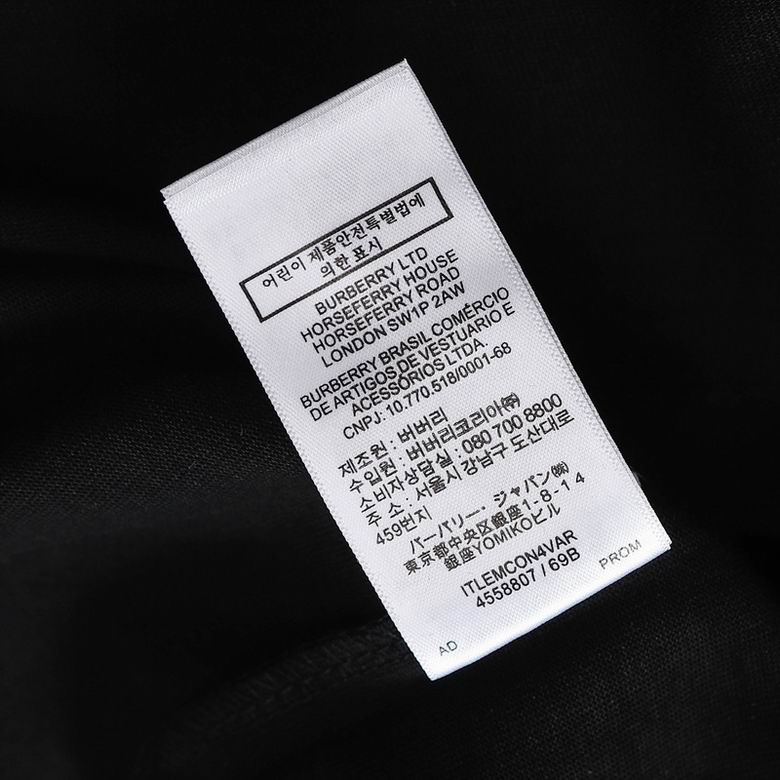 어린이 제품안전특별법에
의한 표시
BURBERRY LTD
HORSEFERRY HOUSE
HORSEFERRY ROAD
LONDON SW1P 2AW
BURBERRY BRASIL COMÉRCIO
DE ARTIGOS DE VESTUARIO E
ACESSÓRIOS LTDA.
CNPJ: 10.770.518/0001-68
제조원 : 버버리
수입원 : 버버리코리아㈜
소비자상담실 : 080 700 8800
주 소 : 서울시 강남구 도산대로
459번지
バーバリー・ジャパン㈱
東京都中央区銀座1-8-14
銀座YOMIKOビル
ITLEMCON4VAR
4558807 / 69B
PROM
AD